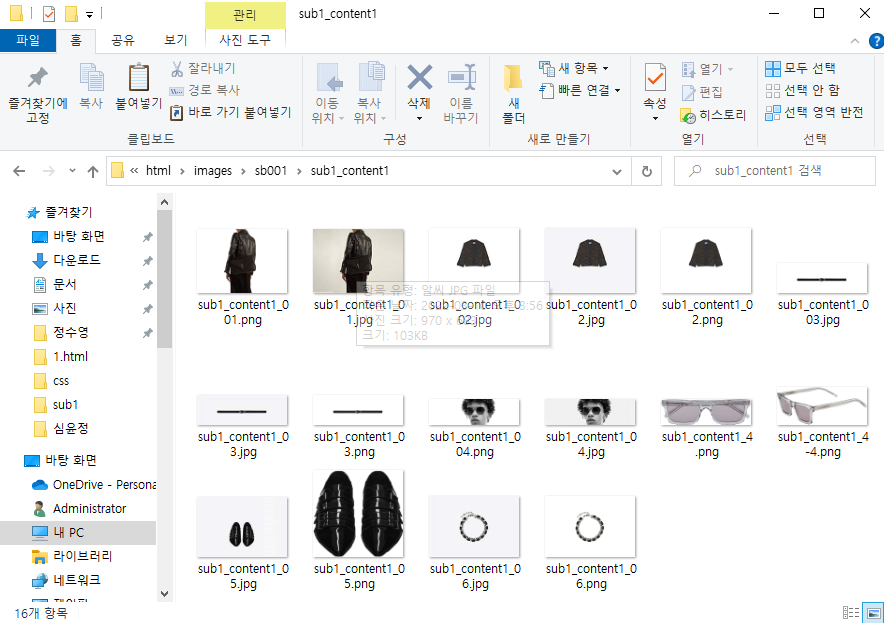 관리
sub1_content1
파일
홈
공유
보기
사진 도구
즐겨찾기에
고정
복사
붙여넣기
잘라내기
경로 복사
바로 가기 붙여넣기
클립보드
이동
위치
복사
위치
삭제
이름
바꾸기
구성
새
폴더
새 항목
빠른 연결
새로 만들기
속성
열기
편집
히스토리
열기
모두 선택
선택 안 함
선택 영역 반전
선택
« html › images › sb001 › sub1_content1
sub1_content1 검색
즐겨찾기
바탕 화면
다운로드
문서
사진
정수영
1.html
css
sub1
심윤정
바탕 화면
OneDrive - Persona
Administrator
내 PC
라이브러리
네트워크
sub1_content1_0
01.png
sub1_content1_0
1.jpg
sub1_content1_0
02.jpg
sub1_content1_0
2.jpg
sub1_content1_0
2.png
sub1_content1_0
03.jpg
항목 유형: 알씨 JPG 파일
사진 크기: 970 x
크기: 103KB
sub1_content1_0
3.jpg
sub1_content1_0
3.png
sub1_content1_0
04.png
sub1_content1_0
4.jpg
sub1_content1_4
.png
sub1_content1_4
-4.png
sub1_content1_0
5.jpg
sub1_content1_0
5.png
sub1_content1_0
6.jpg
sub1_content1_0
6.png
16개 항목